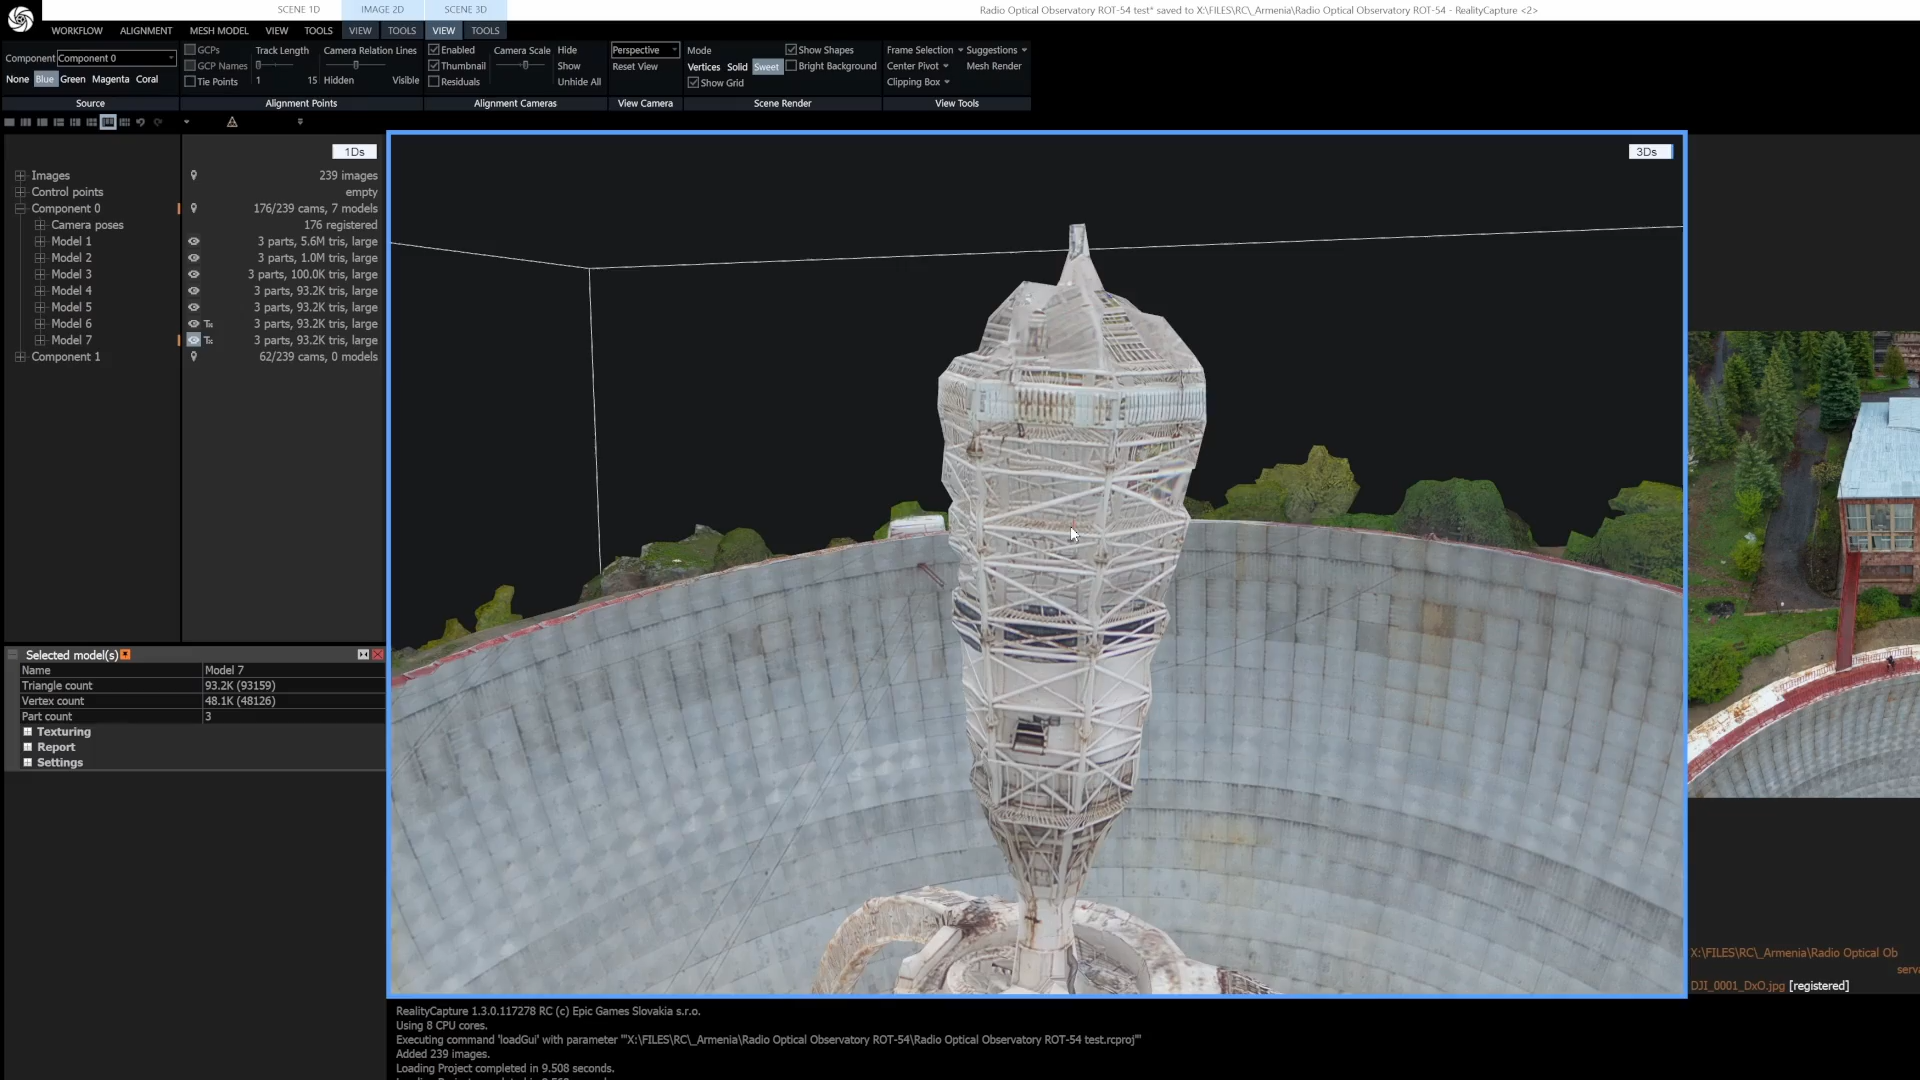 SCENE 1D IMAGE 2D SCENE 3D
Radio Optical Observatory ROT-54 test* saved to X:\FILES\RC\_Armenia\Radio Optical Observatory ROT-54 - RealityCapture <2>
WORKFLOW ALIGNMENT MESH MODEL VIEW TOOLS VIEW TOOLS VIEW TOOLS
Component Component 0
None Blue Green Magenta Coral
Source
GCPs
GCP Names
Tie Points
Track Length
1 15
Camera Relation Lines
Hidden Visible
Alignment Points
Enabled
Thumbnail
Residuals
Camera Scale
Hide
Show
Unhide All
Alignment Cameras
Perspective
Reset View
View Camera
Mode
Vertices Solid Sweet
Show Grid
Show Shapes
Bright Background
Scene Render
Frame Selection
Center Pivot
Clipping Box
Suggestions
Mesh Render
View Tools
1Ds
3Ds
Images 239 images
Control points empty
Component 0 176/239 cams, 7 models
Camera poses 176 registered
Model 1 3 parts, 5.6M tris, large
Model 2 3 parts, 1.0M tris, large
Model 3 3 parts, 100.0K tris, large
Model 4 3 parts, 93.2K tris, large
Model 5 3 parts, 93.2K tris, large
Model 6 3 parts, 93.2K tris, large
Model 7 3 parts, 93.2K tris, large
Component 1 62/239 cams, 0 models
Selected model(s)
Name Model 7
Triangle count 93.2K (93159)
Vertex count 48.1K (48126)
Part count 3
Texturing
Report
Settings
X:\FILES\RC\_Armenia\Radio Optical Ob
serva
DJI_0001_DxO.jpg [registered]
RealityCapture 1.3.0.117278 RC (c) Epic Games Slovakia s.r.o.
Using 8 CPU cores.
Executing command 'loadGui' with parameter '"X:\FILES\RC\_Armenia\Radio Optical Observatory ROT-54\Radio Optical Observatory ROT-54 test.rcproj"'
Added 239 images.
Loading Project completed in 9.508 seconds.